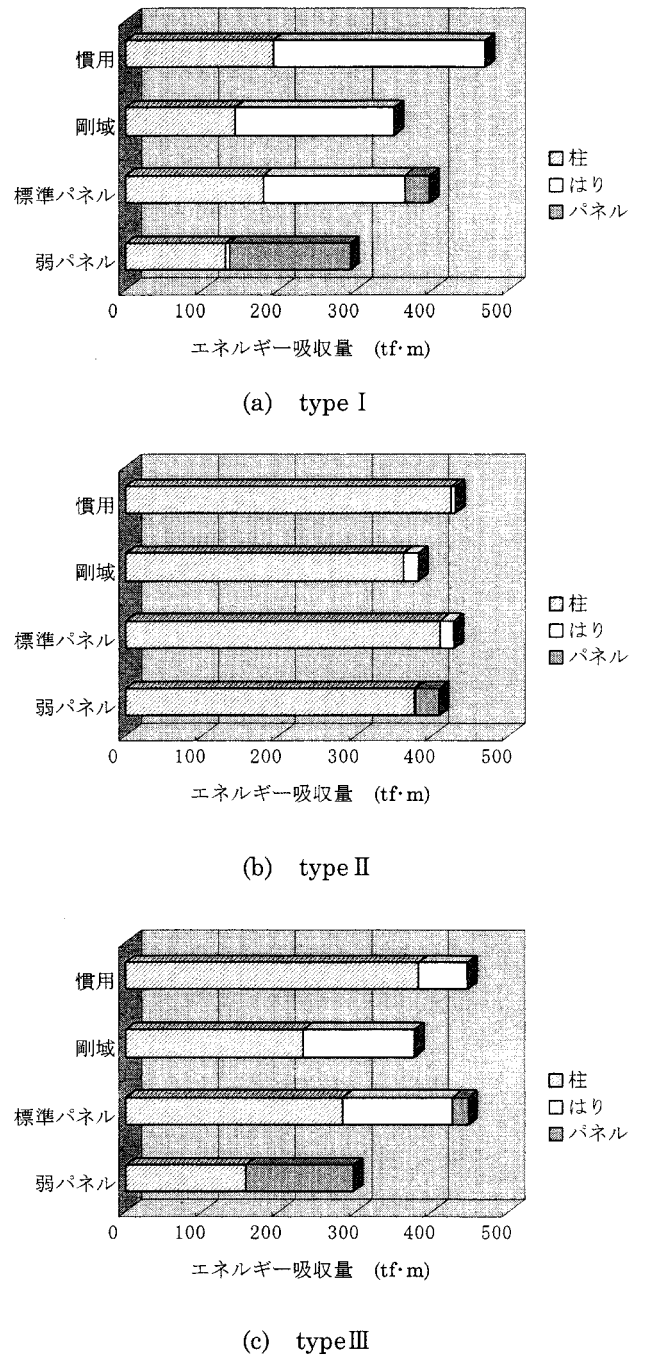 慣用
剛域
標準パネル
弱パネル
柱
はり
パネル
0 100 200 300 400 500
エネルギー吸収量 (tf·m)
(a) type Ⅰ
慣用
剛域
標準パネル
弱パネル
柱
はり
パネル
0 100 200 300 400 500
エネルギー吸収量 (tf·m)
(b) type Ⅱ
慣用
剛域
標準パネル
弱パネル
柱
はり
パネル
0 100 200 300 400 500
エネルギー吸収量 (tf·m)
(c) type Ⅲ